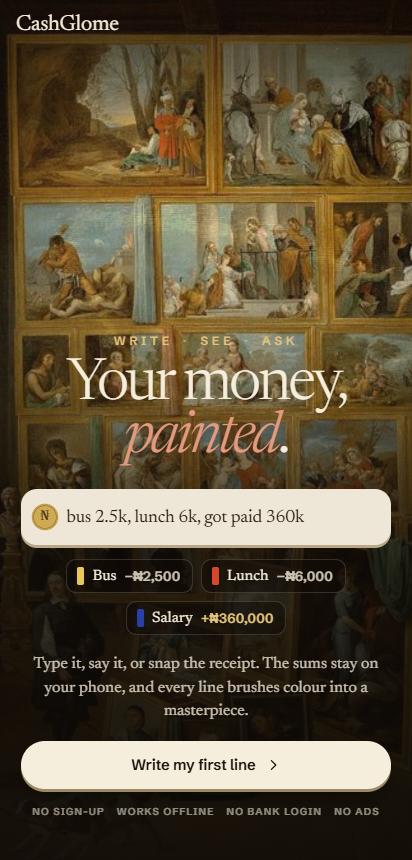 CashGlome
WRITE · SEE · ASK
Your money,
painted.
₦ bus 2.5k, lunch 6k, got paid 360k
Bus −₦2,500 Lunch −₦6,000
Salary +₦360,000
Type it, say it, or snap the receipt. The sums stay on
your phone, and every line brushes colour into a
masterpiece.
Write my first line
NO SIGN-UP WORKS OFFLINE NO BANK LOGIN NO ADS